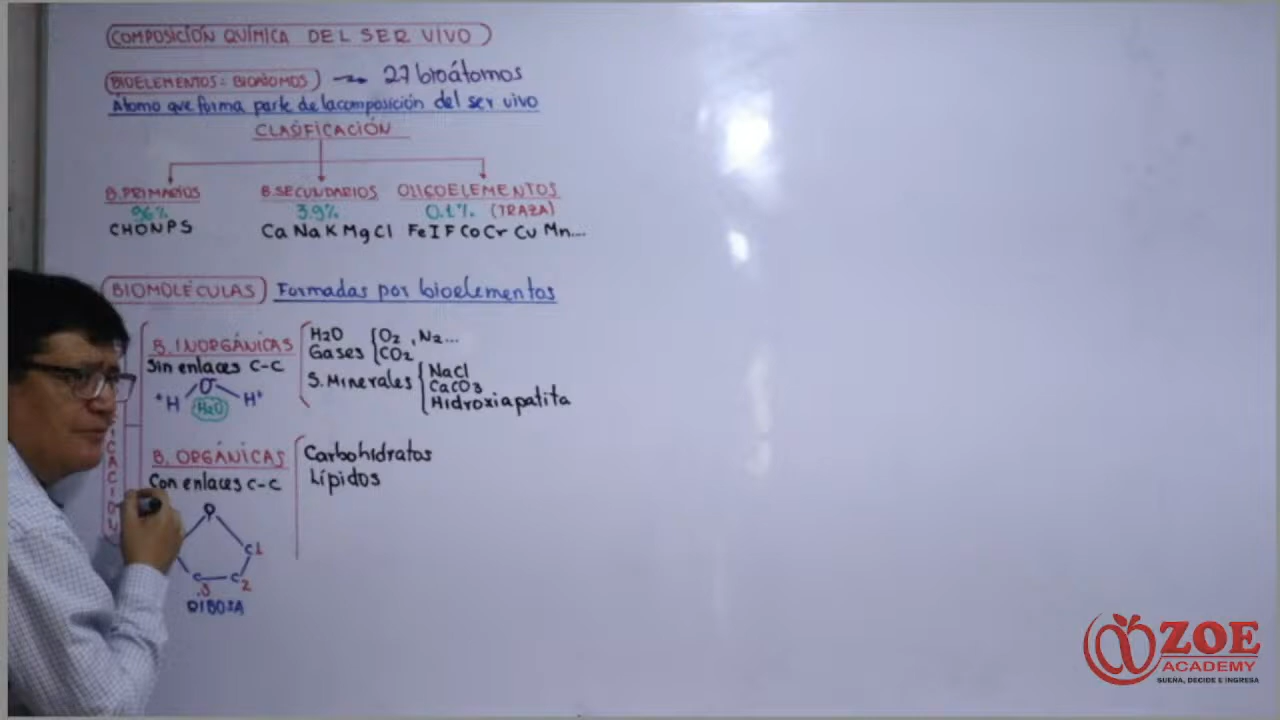 COMPOSICIÓN QUÍMICA DEL SER VIVO
BIOELEMENTOS = BIOÁTOMOS → 27 bioátomos
Átomo que forma parte de la composición del ser vivo
CLASIFICACIÓN
B. PRIMARIOS B. SECUNDARIOS OLIGOELEMENTOS
96% 3.9% 0.1% (TRAZA)
CHONPS Ca Na K Mg Cl Fe I F Co Cr Cu Mn...
BIOMOLÉCULAS Formadas por bioelementos
B. INORGÁNICAS
Sin enlaces C-C
O-
+H H+
H2O
H2O
Gases O2, N2...
CO2
S. Minerales NaCl
CaCO3
Hidroxiapatita
B. ORGÁNICAS
Con enlaces C-C
O
C1
C3 C2
RIBOSA
Carbohidratos
Lípidos
ZOE
ACADEMY
SUEÑA, DECIDE E INGRESA